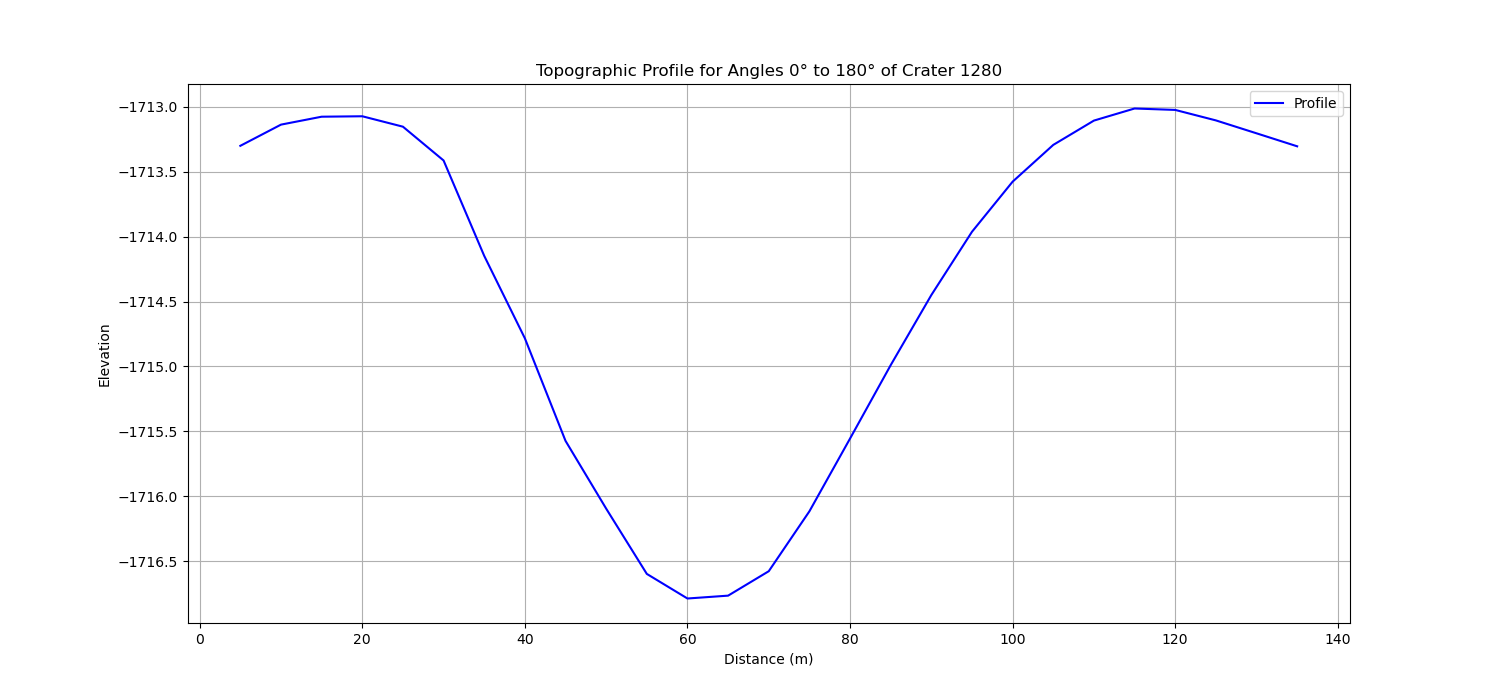 Topographic Profile for Angles 0° to 180° of Crater 1280
Profile
−1713.0
−1713.5
−1714.0
−1714.5
−1715.0
−1715.5
−1716.0
−1716.5
Elevation
0 20 40 60 80 100 120 140
Distance (m)